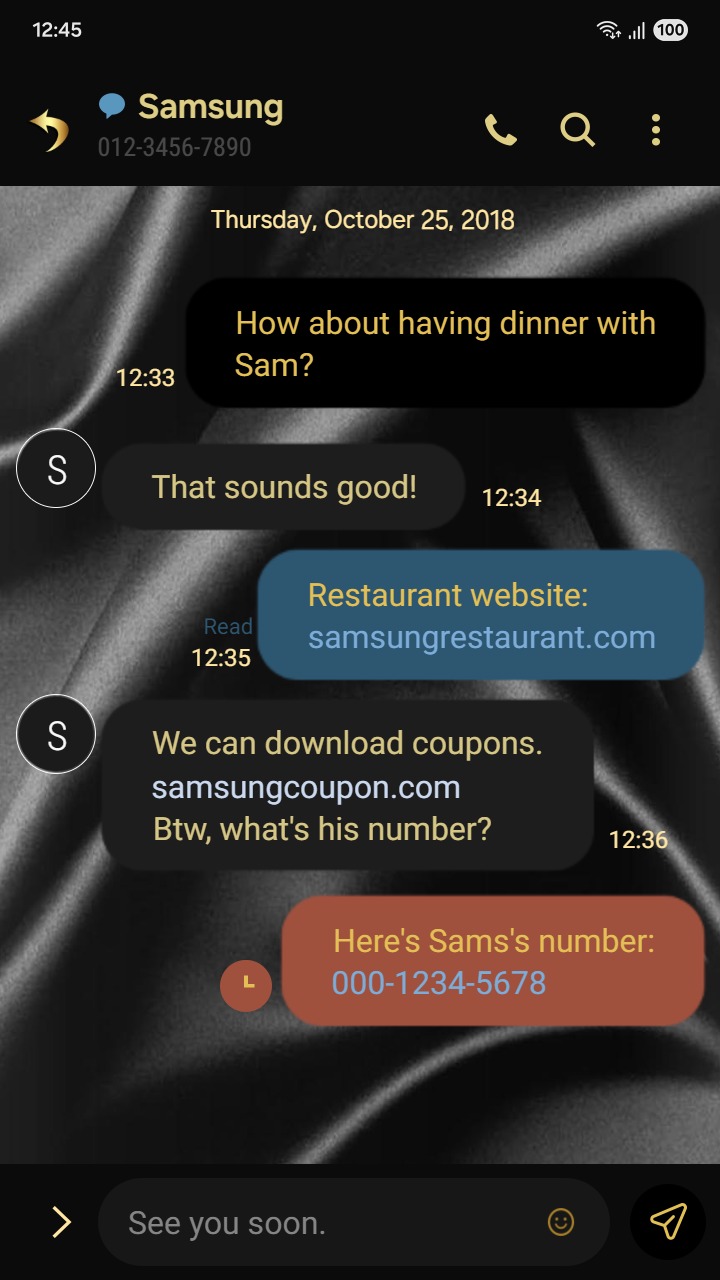 12:45
100
Samsung
012-3456-7890
Thursday, October 25, 2018
How about having dinner with
Sam?
12:33
S
That sounds good!
12:34
Restaurant website:
samsungrestaurant.com
Read
12:35
S
We can download coupons.
samsungcoupon.com
Btw, what's his number?
12:36
Here's Sams's number:
000-1234-5678
See you soon.